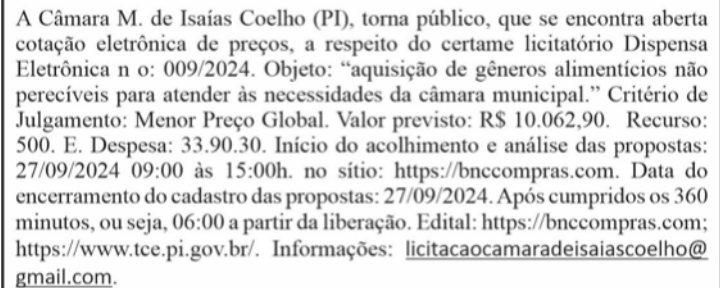 A Câmara M. de Isaías Coelho (PI), torna público, que se encontra aberta
cotação eletrônica de preços, a respeito do certame licitatório Dispensa
Eletrônica n o: 009/2024. Objeto: “aquisição de gêneros alimentícios não
perecíveis para atender às necessidades da câmara municipal.” Critério de
Julgamento: Menor Preço Global. Valor previsto: R$ 10.062,90. Recurso:
500. E. Despesa: 33.90.30. Início do acolhimento e análise das propostas:
27/09/2024 09:00 às 15:00h. no sítio: https://bnccompras.com. Data do
encerramento do cadastro das propostas: 27/09/2024. Após cumpridos os 360
minutos, ou seja, 06:00 a partir da liberação. Edital: https://bnccompras.com;
https://www.tce.pi.gov.br/. Informações: licitacaocamaradeisaiascoelho@
gmail.com.